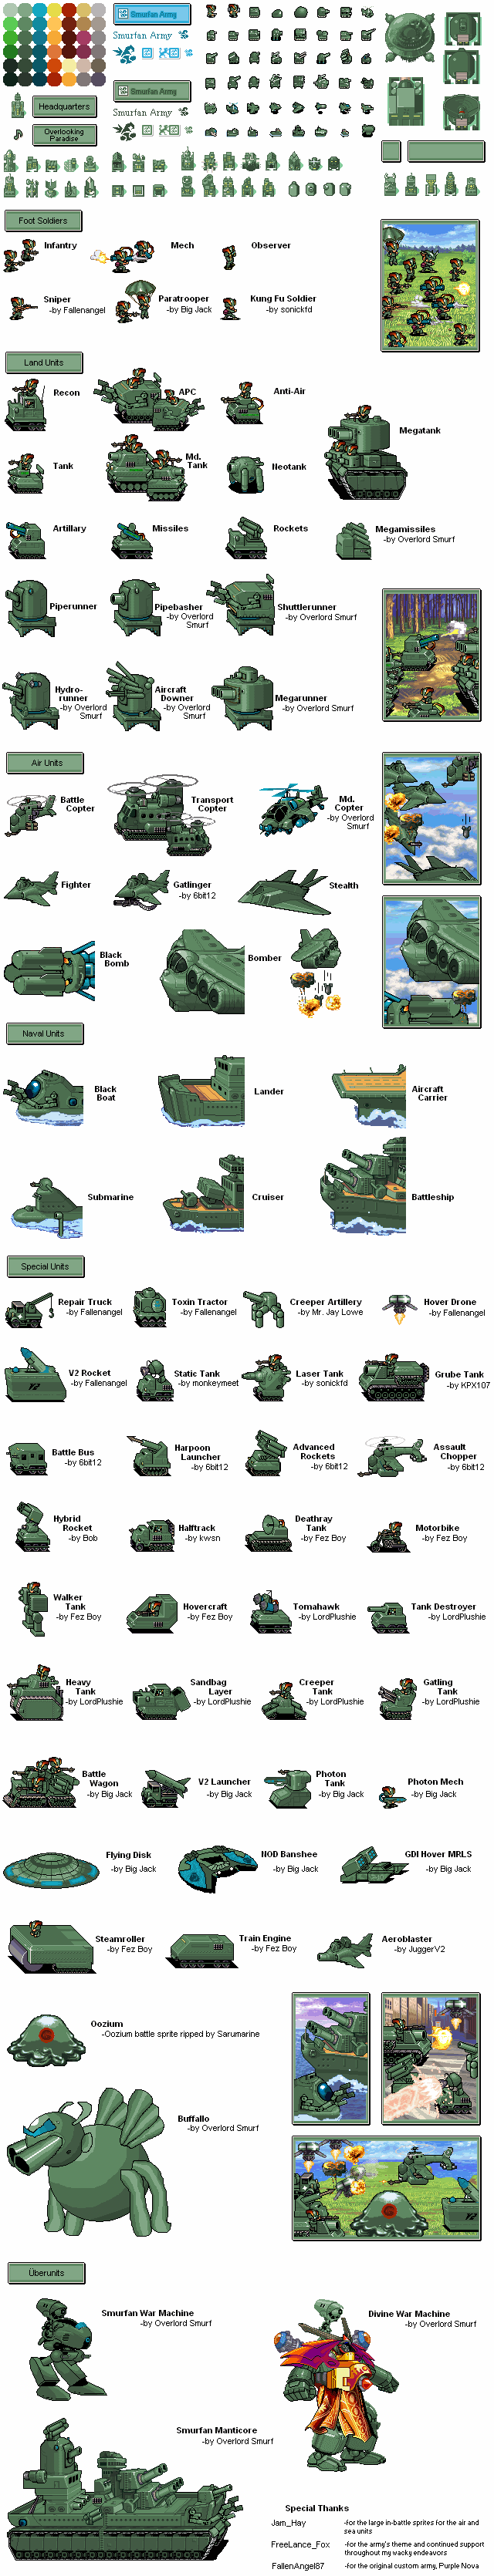 Smurfan Army
Smurfan Army
Smurfan Army
Smurfan Army
Headquarters
Overlooking
Paradise
Foot Soldiers
Infantry
Mech
Observer
Sniper
-by Fallenangel
Paratrooper
-by Big Jack
Kung Fu Soldier
-by sonickfd
Land Units
Recon
APC
Anti-Air
Megatank
Tank
Md.
Tank
Neotank
Artillary
Missiles
Rockets
Megamissiles
-by Overlord Smurf
Piperunner
Pipebasher
-by Overlord
Smurf
Shuttlerunner
-by Overlord Smurf
Hydro-
runner
-by Overlord
Smurf
Aircraft
Downer
-by Overlord
Smurf
Megarunner
-by Overlord Smurf
Air Units
Battle
Copter
Transport
Copter
Md.
Copter
-by Overlord
Smurf
Fighter
Gatlinger
-by 6bit12
Stealth
Black
Bomb
Bomber
Naval Units
Black
Boat
Lander
Aircraft
Carrier
Submarine
Cruiser
Battleship
Special Units
Repair Truck
-by Fallenangel
Toxin Tractor
-by Fallenangel
Creeper Artillery
-by Mr. Jay Lowe
Hover Drone
-by Fallenangel
V2 Rocket
-by Fallenangel
Static Tank
-by monkeymeet
Laser Tank
-by sonickfd
Grube Tank
-by KPX107
Battle Bus
-by 6bit12
Harpoon
Launcher
-by 6bit12
Advanced
Rockets
-by 6bit12
Assault
Chopper
-by 6bit12
Hybrid
Rocket
-by Bob
Halftrack
-by kwsn
Deathray
Tank
-by Fez Boy
Motorbike
-by Fez Boy
Walker
Tank
-by Fez Boy
Hovercraft
-by Fez Boy
Tomahawk
-by LordPlushie
Tank Destroyer
-by LordPlushie
Heavy
Tank
-by LordPlushie
Sandbag
Layer
-by LordPlushie
Creeper
Tank
-by LordPlushie
Gatling
Tank
-by LordPlushie
Battle
Wagon
-by Big Jack
V2 Launcher
-by Big Jack
Photon
Tank
-by Big Jack
Photon Mech
-by Big Jack
Flying Disk
-by Big Jack
NOD Banshee
-by Big Jack
GDI Hover MRLS
-by Big Jack
Steamroller
-by Fez Boy
Train Engine
-by Fez Boy
Aeroblaster
-by JuggerV2
Oozium
-Oozium battle sprite ripped by Sarumarine
Buffallo
-by Overlord Smurf
Überunits
Smurfan War Machine
-by Overlord Smurf
Divine War Machine
-by Overlord Smurf
Smurfan Manticore
-by Overlord Smurf
Special Thanks
Jam_Hay
-for the large in-battle sprites for the air and
sea units
FreeLance_Fox
-for the army's theme and continued support
throughout my wacky endeavors
FallenAngel87
-for the original custom army, Purple Nova